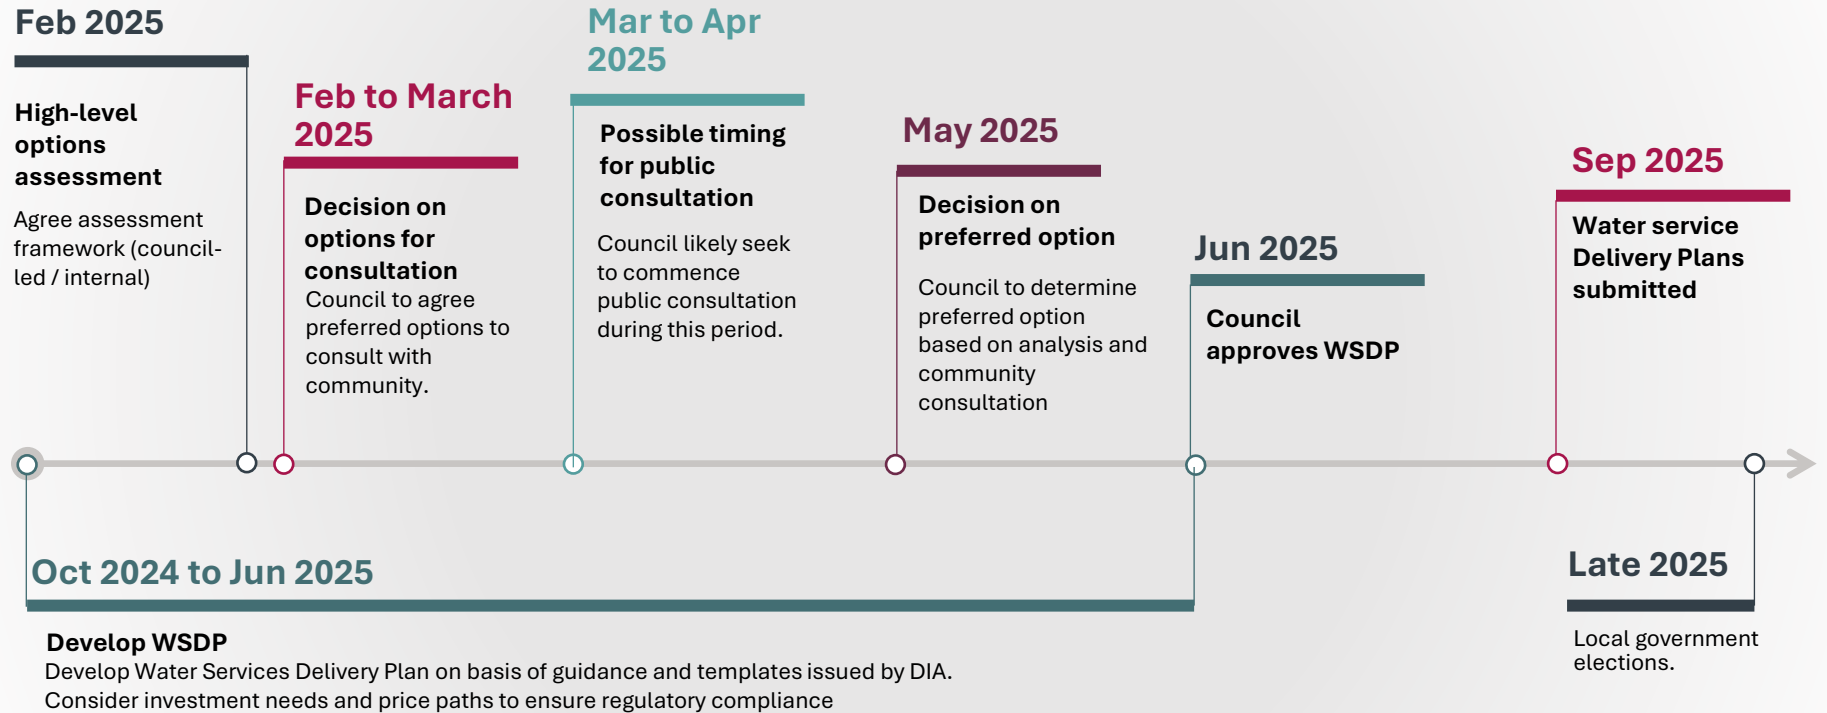 Feb 2025
High-level
options
assessment
Agree assessment
framework (council-
led / internal)
Feb to March
2025
Decision on
options for
consultation
Council to agree
preferred options to
consult with
community.
Mar to Apr
2025
Possible timing
for public
consultation
Council likely seek
to commence
public consultation
during this period.
May 2025
Decision on
preferred option
Council to determine
preferred option
based on analysis and
community
consultation
Jun 2025
Council
approves WSDP
Sep 2025
Water service
Delivery Plans
submitted
Oct 2024 to Jun 2025
Develop WSDP
Develop Water Services Delivery Plan on basis of guidance and templates issued by DIA.
Consider investment needs and price paths to ensure regulatory compliance
Late 2025
Local government
elections.